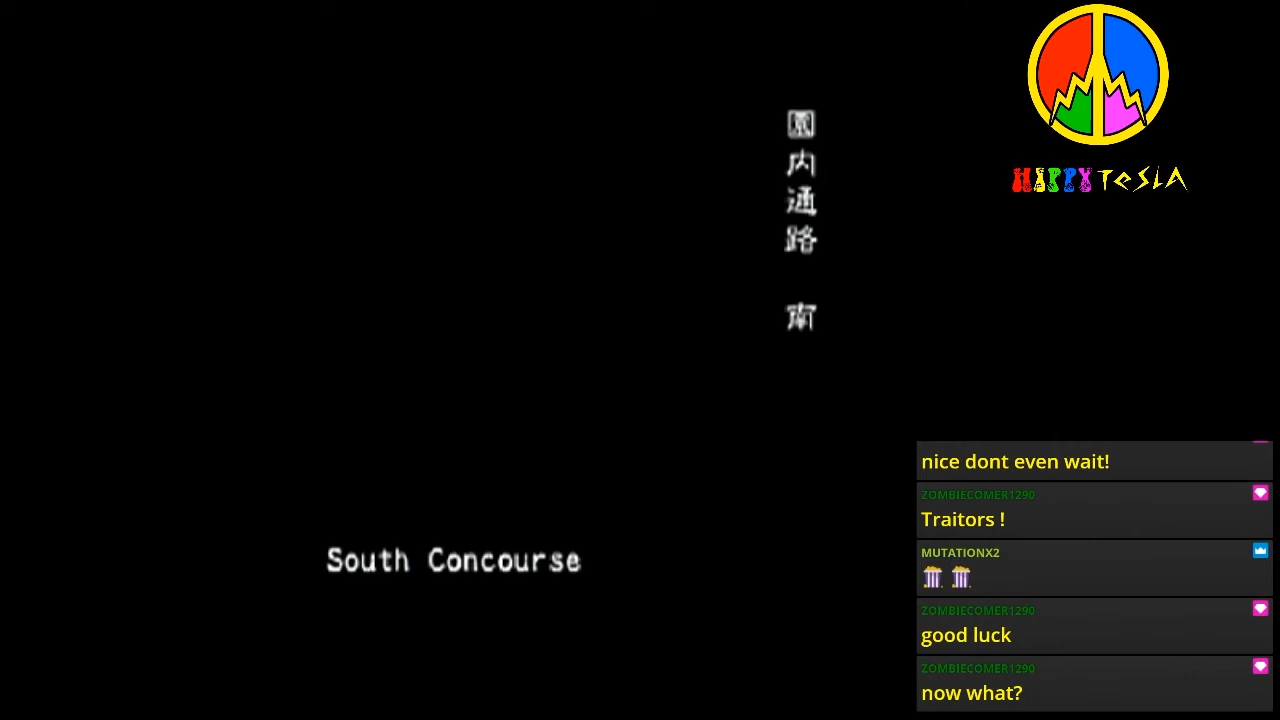 園内通路 南
South Concourse
HAPPYTESLA
nice dont even wait!
ZOMBIECOMER1290
Traitors !
MUTATIONX2
ZOMBIECOMER1290
good luck
ZOMBIECOMER1290
now what?